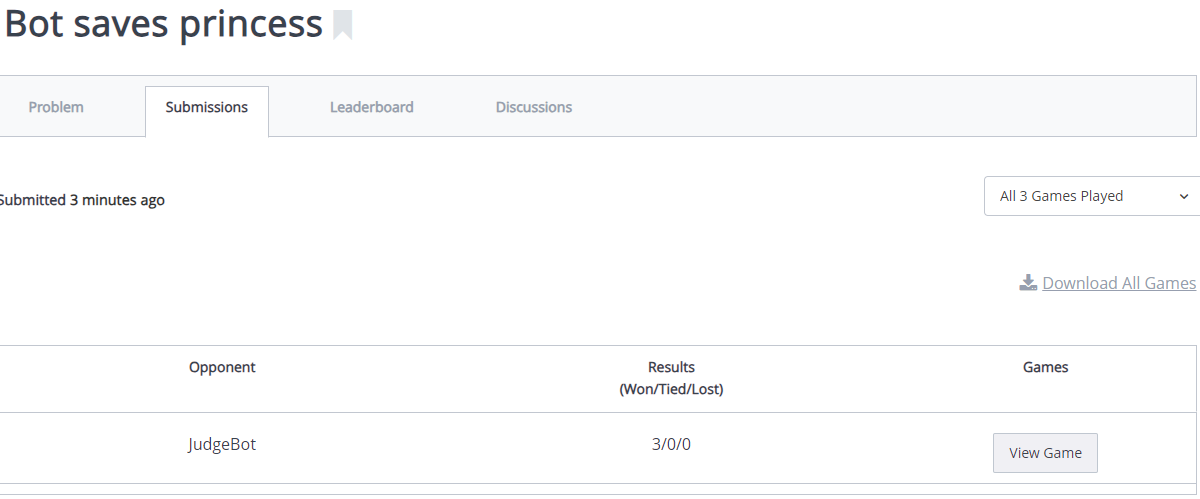 Bot saves princess
Problem Submissions Leaderboard Discussions
Submitted 3 minutes ago
All 3 Games Played
Download All Games
Opponent Results Games
(Won/Tied/Lost)
JudgeBot 3/0/0 View Game